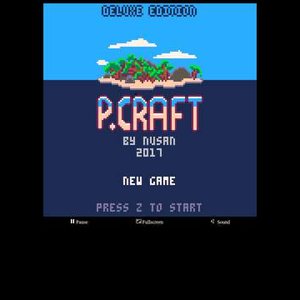 DELUXE EDITION
P.CRAFT
BY NUSAN
2017
NEW GAME
PRESS Z TO START
Pause Fullscreen Sound